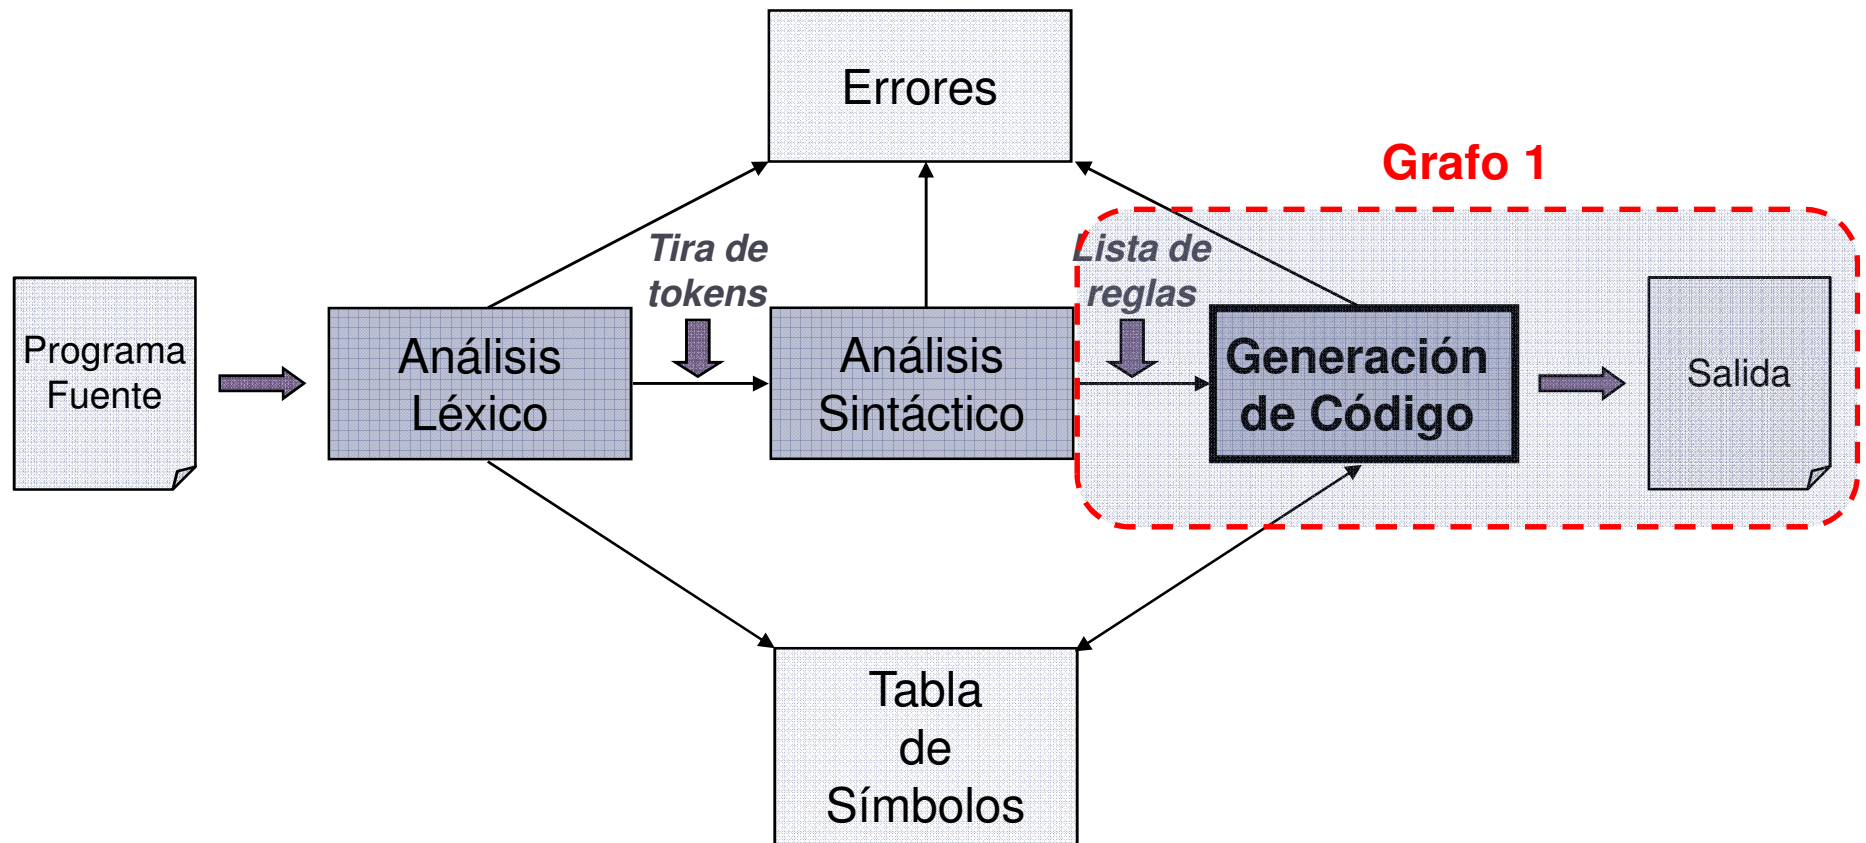 Errores
Grafo 1
Tira de
tokens
Lista de
reglas
Programa
Fuente
Análisis
Léxico
Análisis
Sintáctico
Generación
de Código
Salida
Tabla
de
Símbolos